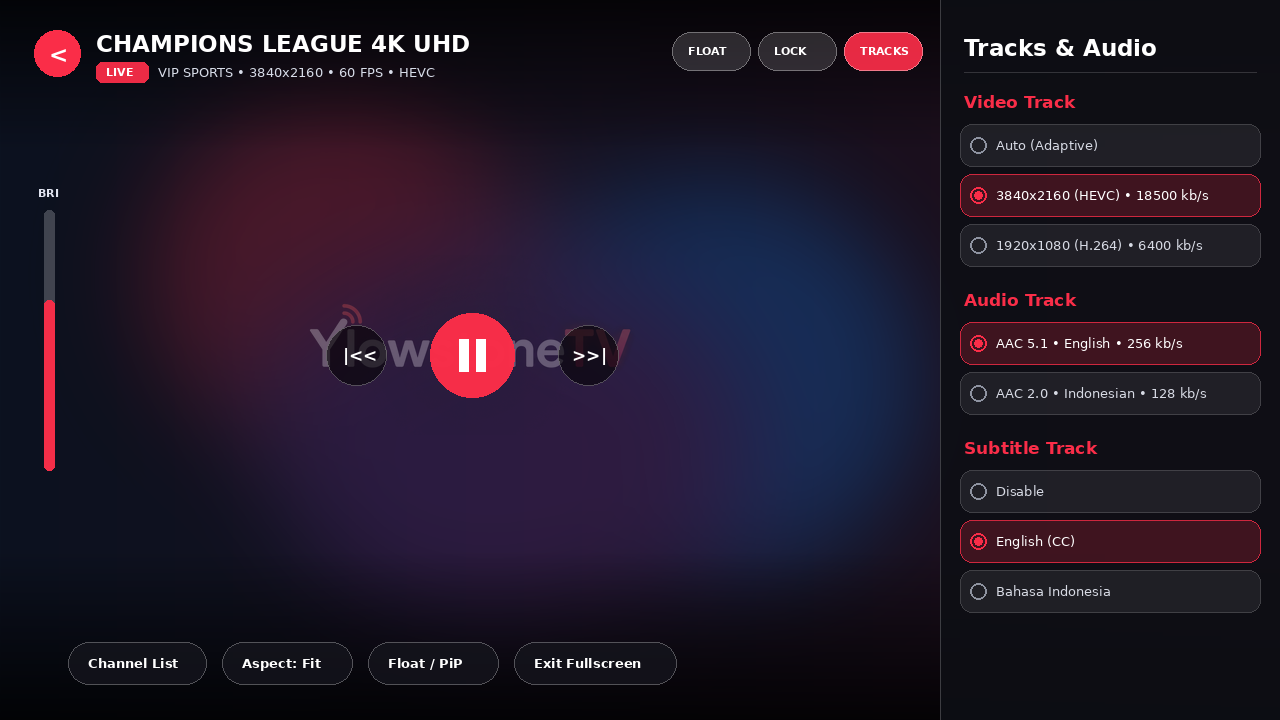 <
CHAMPIONS LEAGUE 4K UHD
LIVE
VIP SPORTS • 3840x2160 • 60 FPS • HEVC
FLOAT
LOCK
TRACKS
BRI
|<<
>>|
TV
Channel List
Aspect: Fit
Float / PiP
Exit Fullscreen
Tracks & Audio
Video Track
Auto (Adaptive)
3840x2160 (HEVC) • 18500 kb/s
1920x1080 (H.264) • 6400 kb/s
Audio Track
AAC 5.1 • English • 256 kb/s
AAC 2.0 • Indonesian • 128 kb/s
Subtitle Track
Disable
English (CC)
Bahasa Indonesia